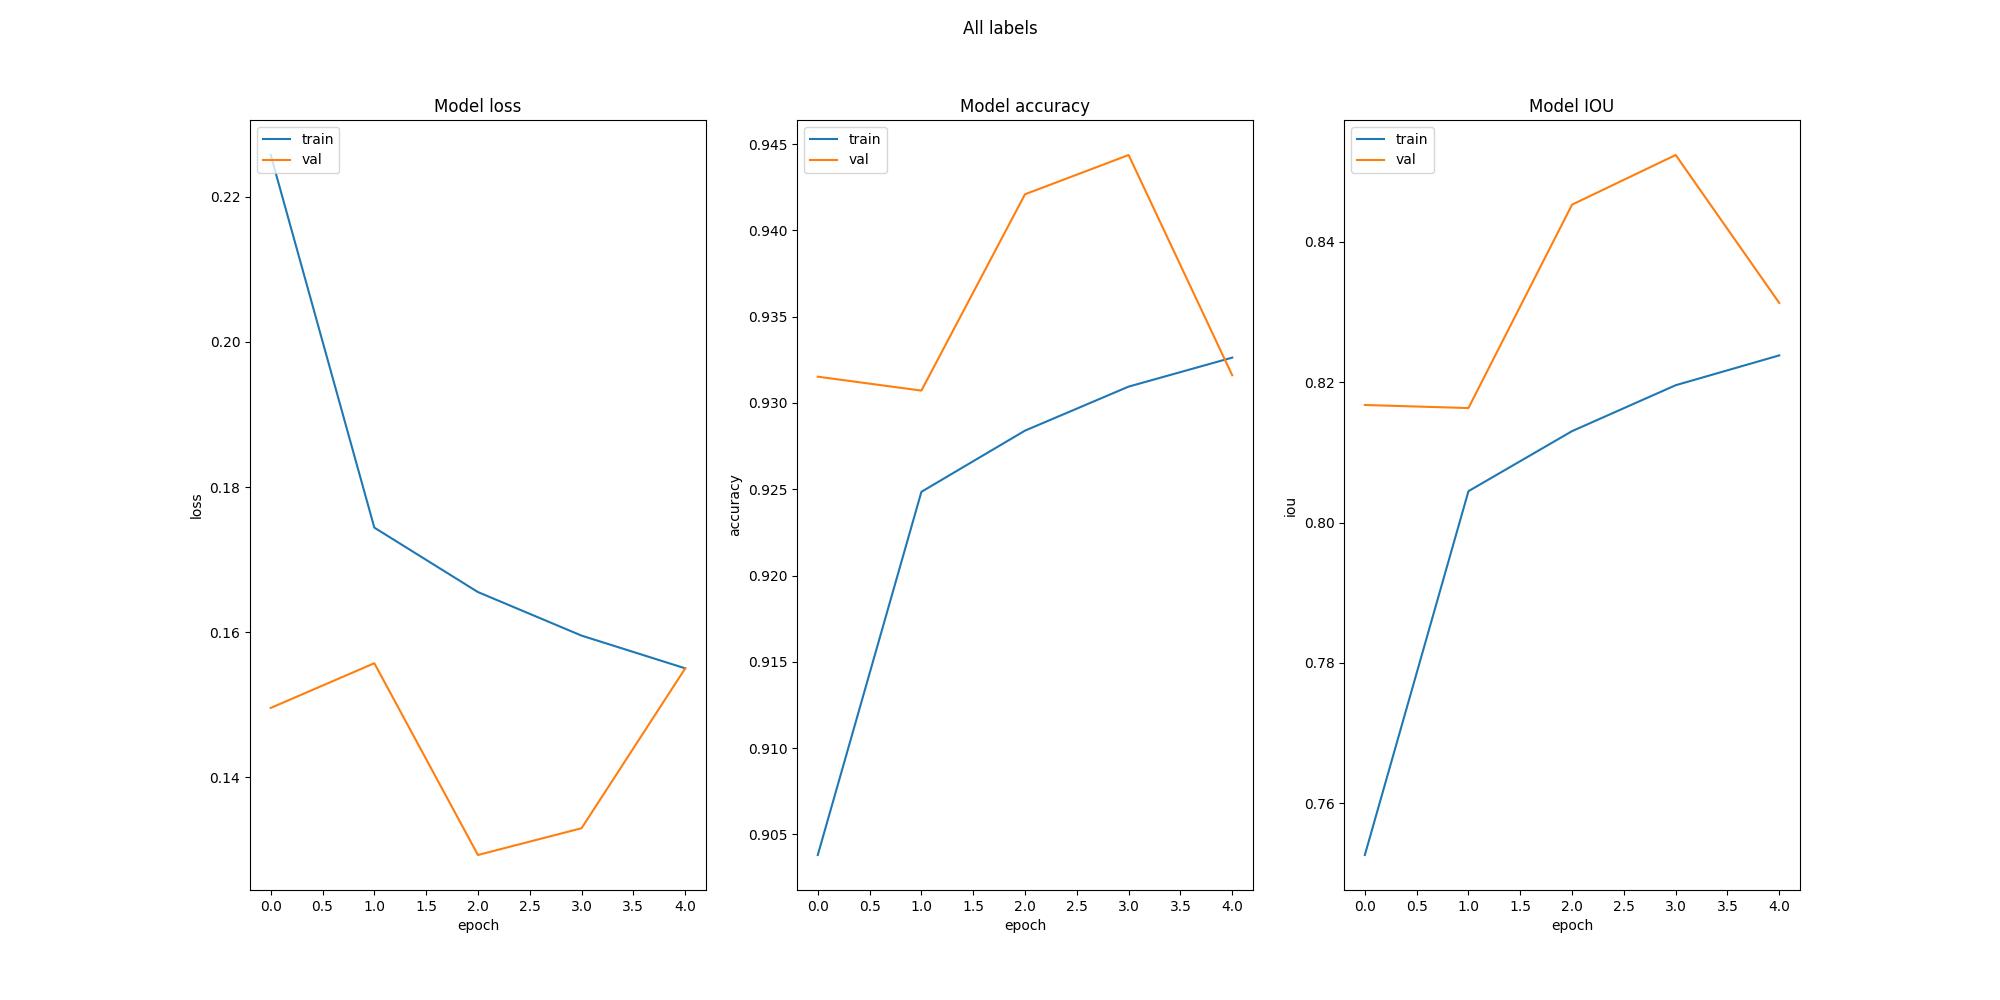 All labels
Model loss
train
val
0.22
0.20
0.18
0.16
0.14
loss
0.0 0.5 1.0 1.5 2.0 2.5 3.0 3.5 4.0
epoch
Model accuracy
train
val
0.945
0.940
0.935
0.930
0.925
0.920
0.915
0.910
0.905
accuracy
0.0 0.5 1.0 1.5 2.0 2.5 3.0 3.5 4.0
epoch
Model IOU
train
val
0.84
0.82
0.80
0.78
0.76
iou
0.0 0.5 1.0 1.5 2.0 2.5 3.0 3.5 4.0
epoch